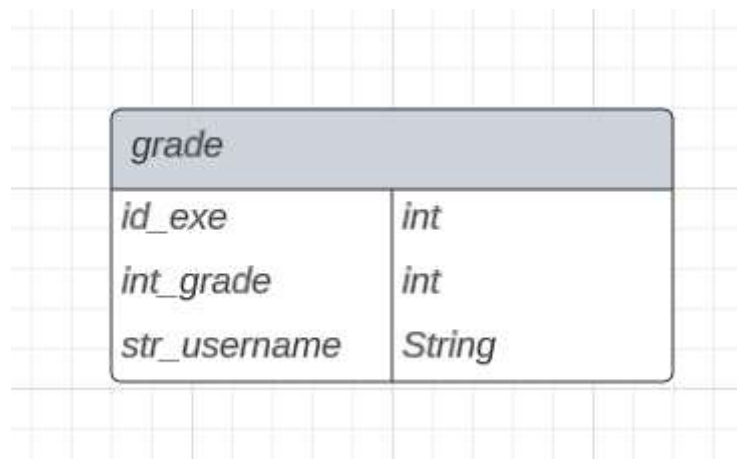 grade
id_exe int
int_grade int
str_username String